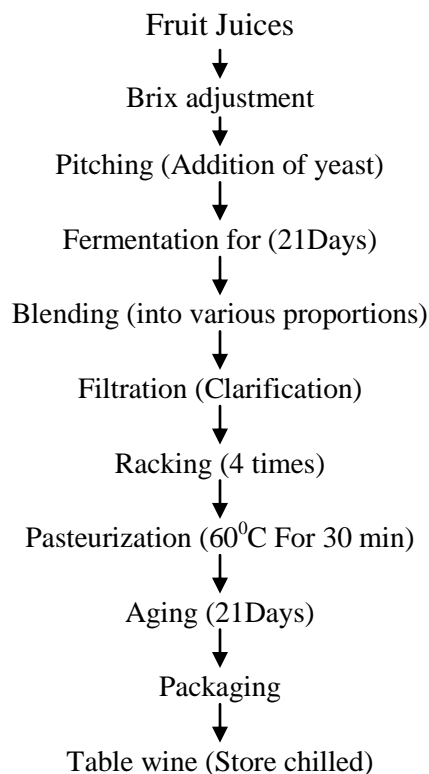 Fruit Juices
Brix adjustment
Pitching (Addition of yeast)
Fermentation for (21Days)
Blending (into various proportions)
Filtration (Clarification)
Racking (4 times)
Pasteurization (60⁰C For 30 min)
Aging (21Days)
Packaging
Table wine (Store chilled)